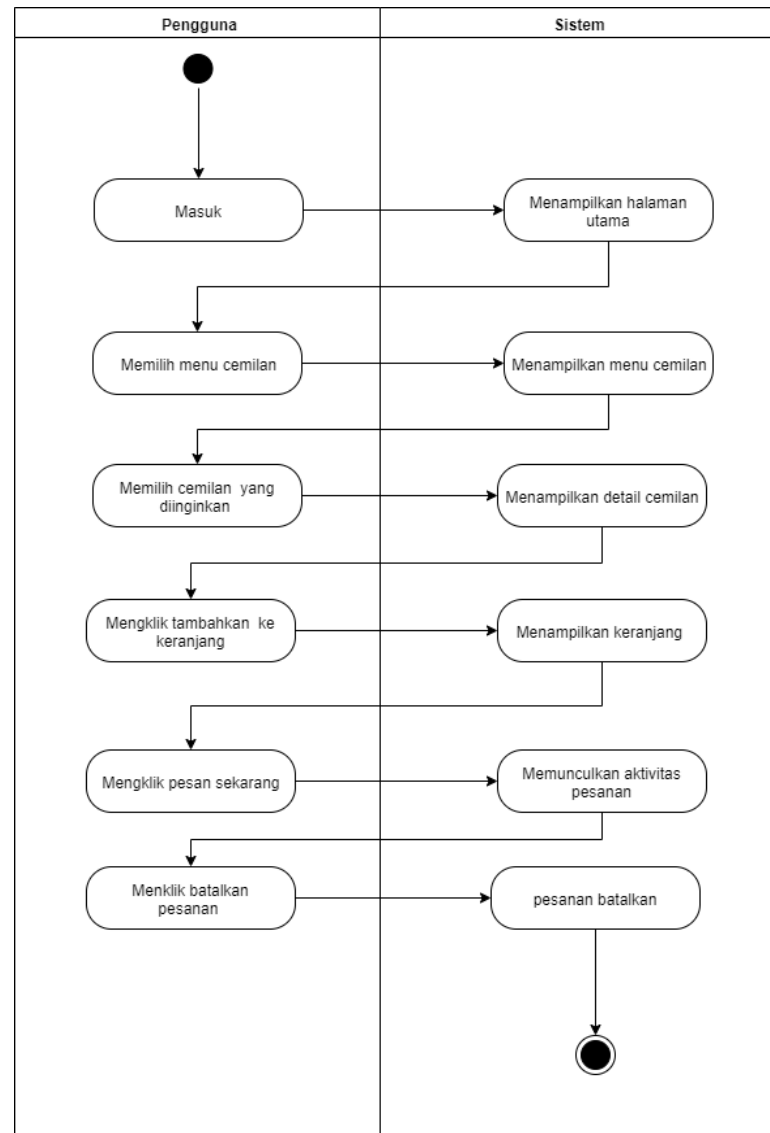 Pengguna
Sistem
Masuk
Menampilkan halaman
utama
Memilih menu cemilan
Menampilkan menu cemilan
Memilih cemilan yang
diinginkan
Menampilkan detail cemilan
Mengklik tambahkan ke
keranjang
Menampilkan keranjang
Mengklik pesan sekarang
Memunculkan aktivitas
pesanan
Menklik batalkan
pesanan
pesanan batalkan